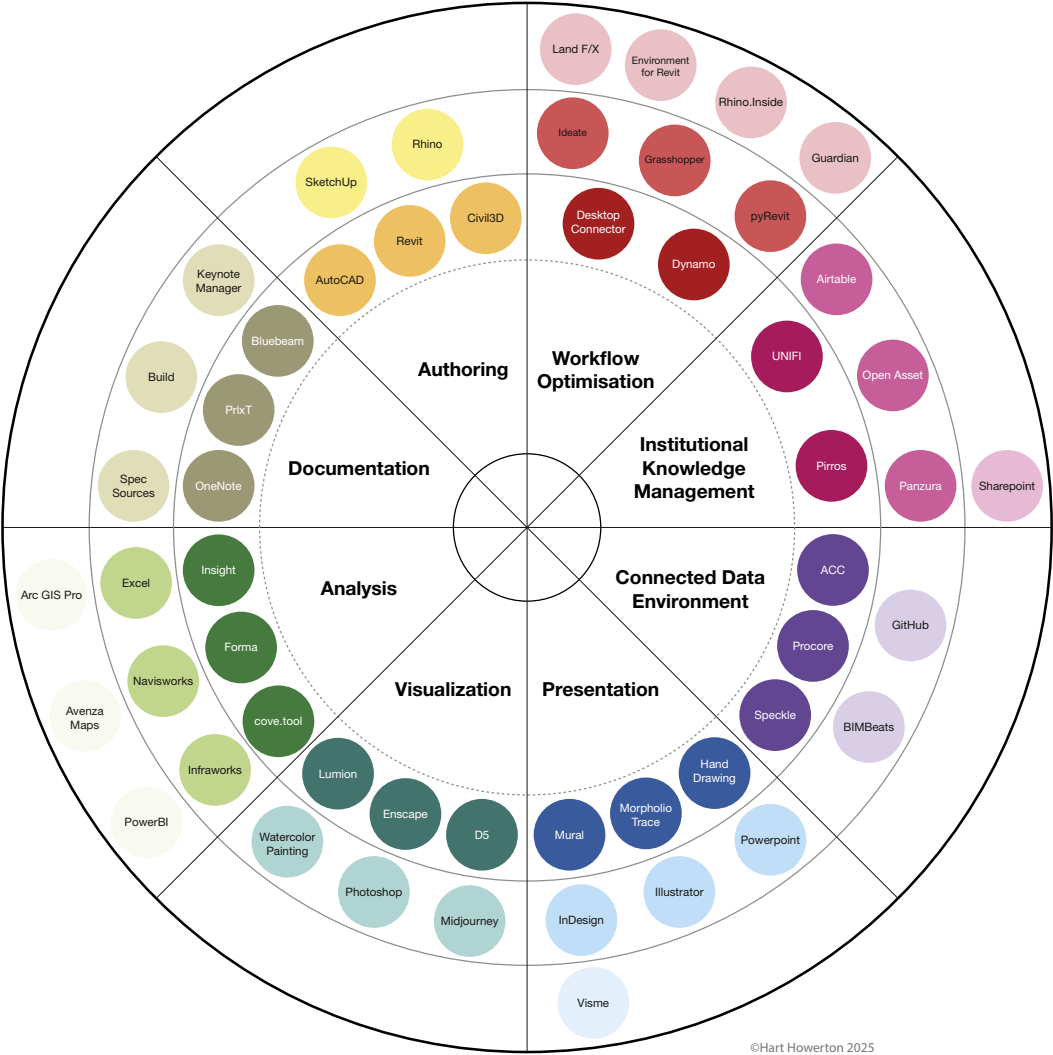 Land F/X
Environment
for Revit
Rhino.Inside
Guardian
Ideate
Grasshopper
pyRevit
Desktop
Connector
Dynamo
Workflow
Optimisation
Rhino
SketchUp
Civil3D
Revit
AutoCAD
Authoring
Keynote
Manager
Build
Spec
Sources
Bluebeam
PrIxT
OneNote
Documentation
Airtable
Open Asset
Panzura
Sharepoint
UNIFI
Pirros
Institutional
Knowledge
Management
Connected Data
Environment
ACC
Procore
Speckle
GitHub
BIMBeats
Analysis
Insight
Forma
cove.tool
Excel
Navisworks
Infraworks
Arc GIS Pro
Avenza
Maps
PowerBI
Visualization
Lumion
Enscape
D5
Watercolor
Painting
Photoshop
Midjourney
Presentation
Hand
Drawing
Morpholio
Trace
Mural
Powerpoint
Illustrator
InDesign
Visme
©Hart Howerton 2025